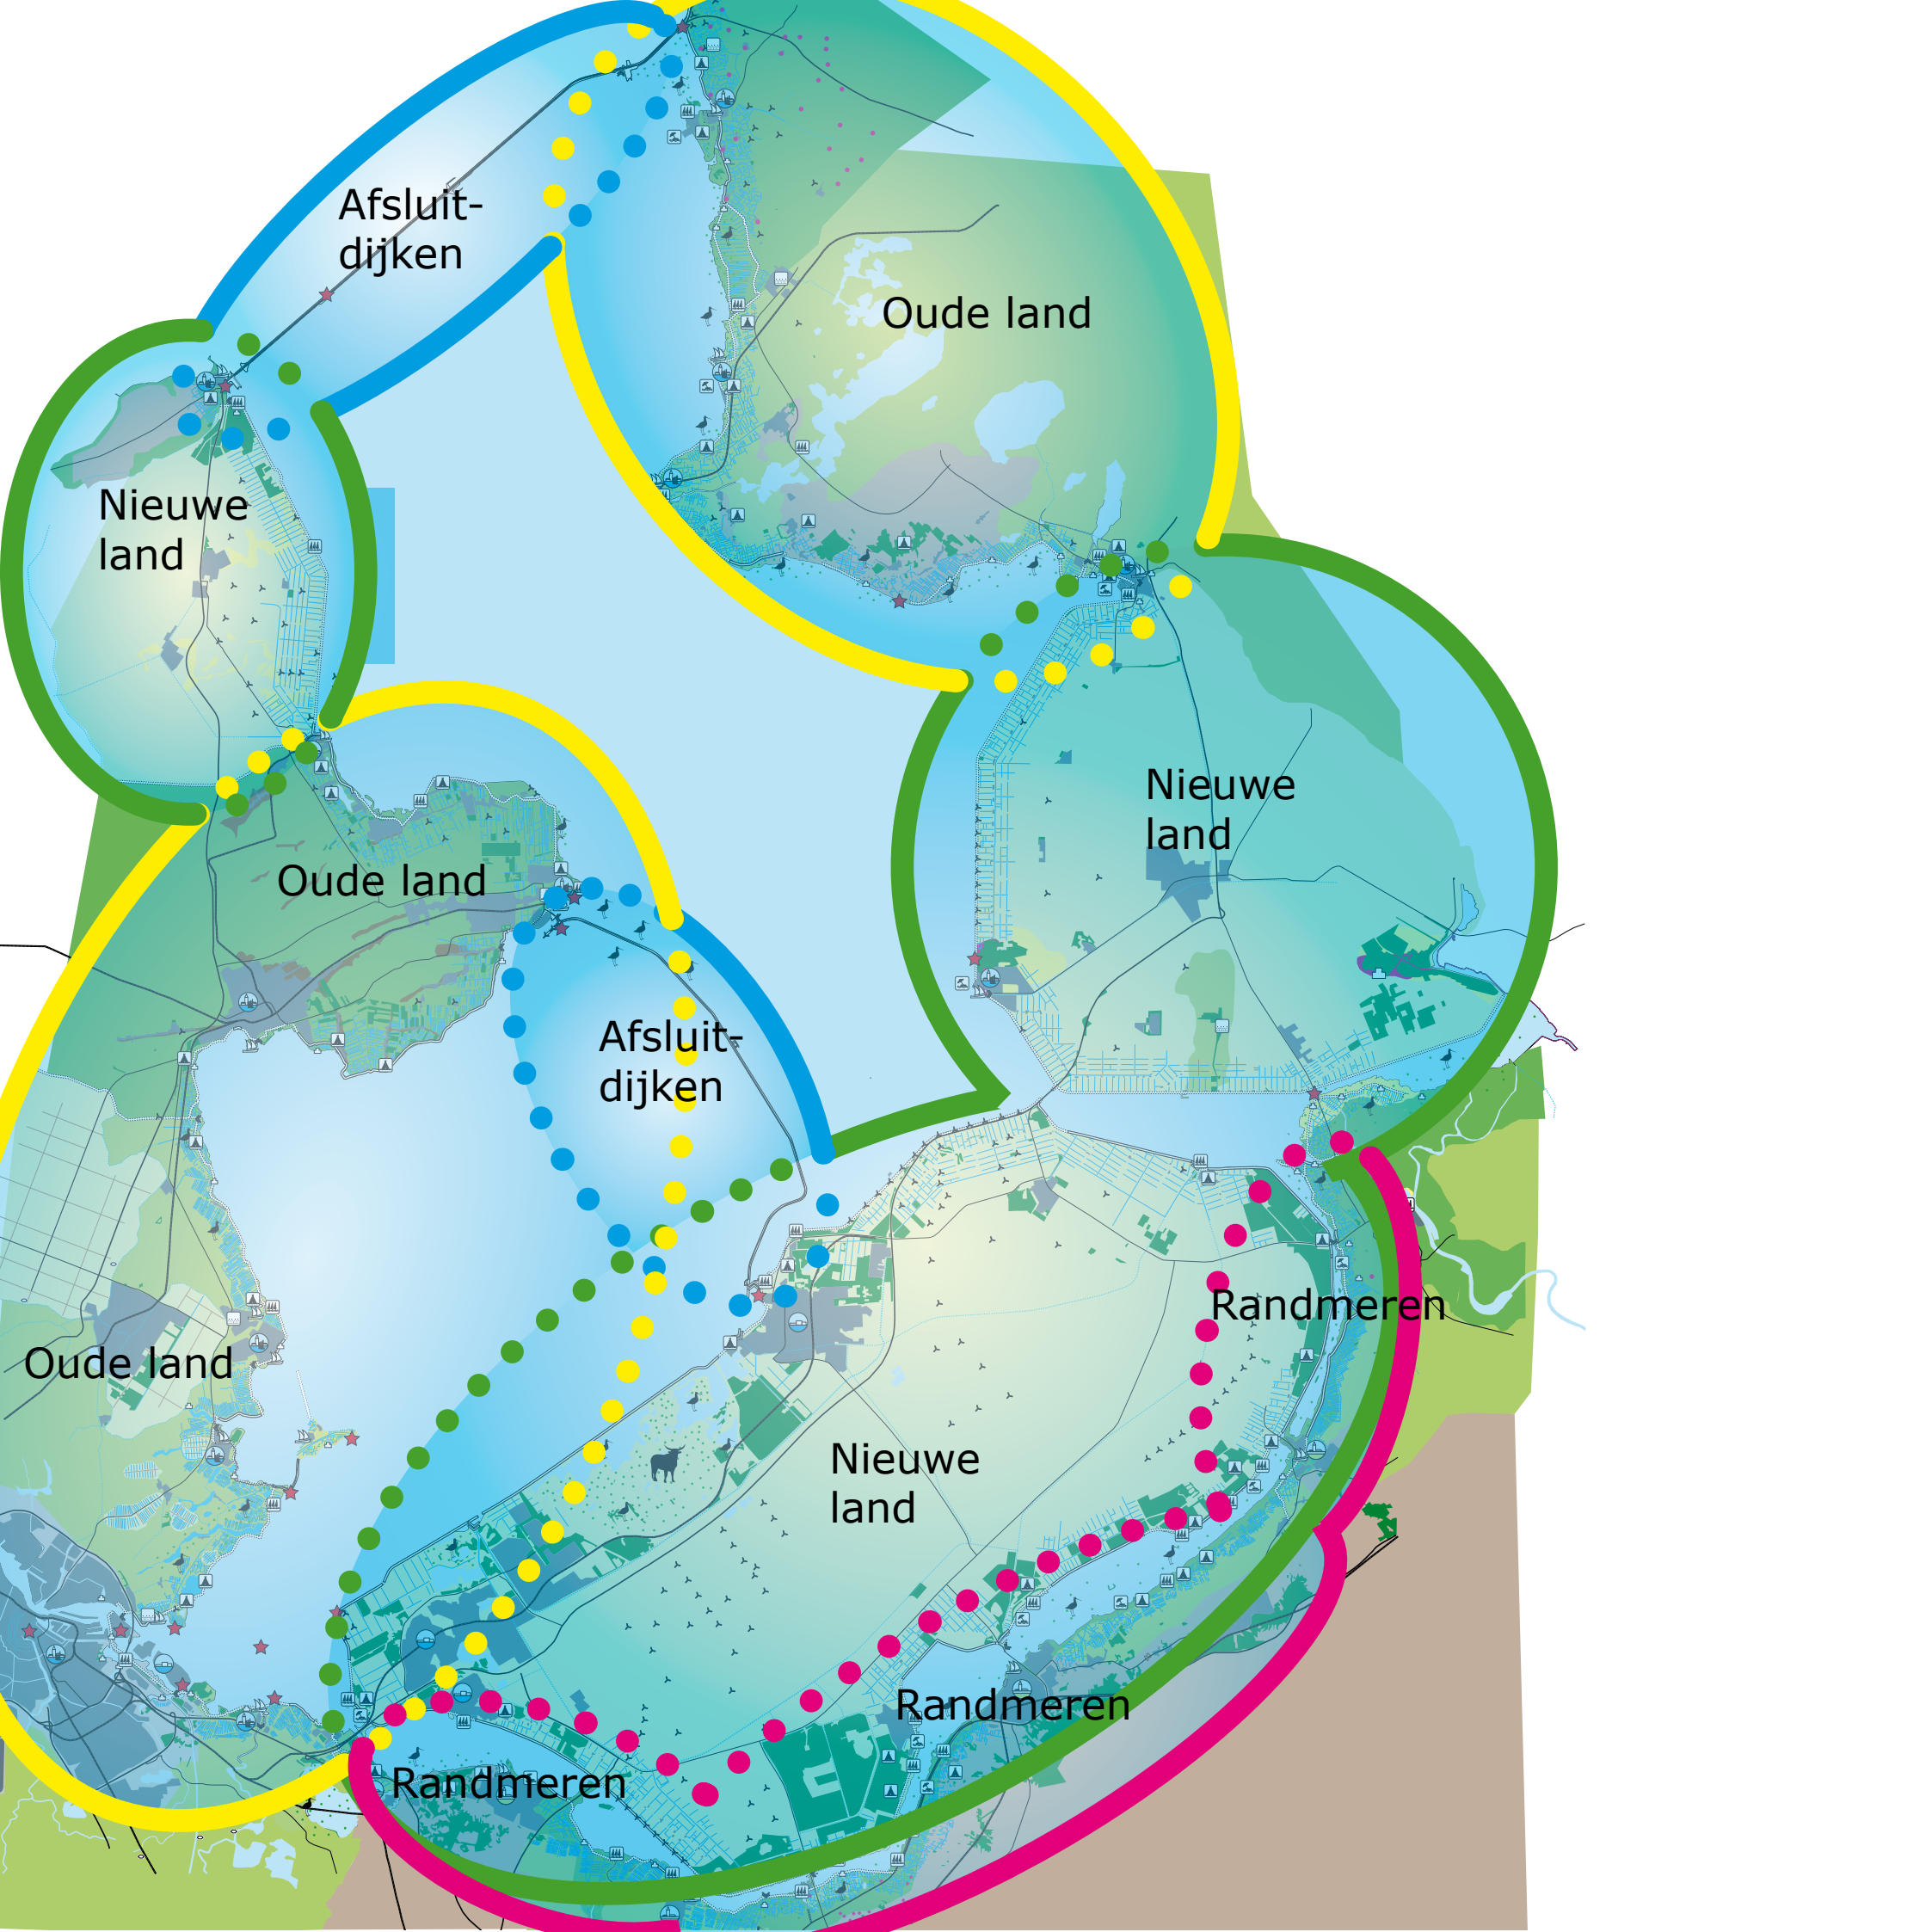 Afsluit-
dijken
Oude land
Nieuwe
land
Nieuwe
land
Oude land
Afsluit-
dijken
Randmeren
Oude land
Nieuwe
land
Randmeren
Randmeren